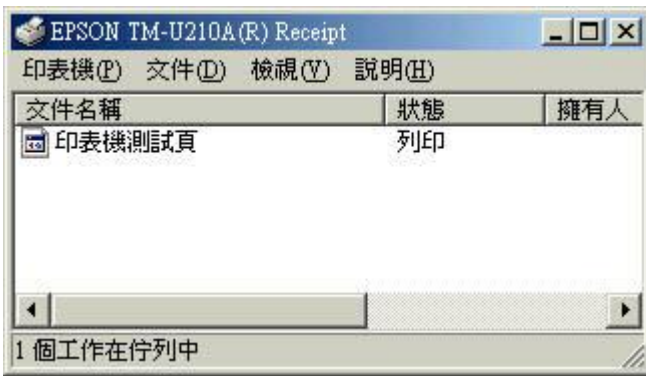 EPSON TM-U210A(R) Receipt
印表機(P) 文件(D) 檢視(V) 說明(H)
文件名稱 狀態 擁有人
印表機測試頁 列印
1 個工作在佇列中